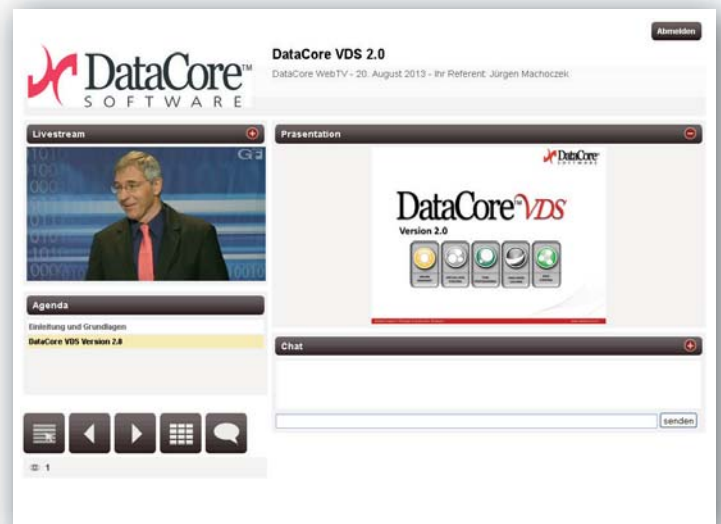 Abmelden
DataCore™
SOFTWARE
DataCore VDS 2.0
DataCore WebTV - 20. August 2013 - Ihr Referent: Jürgen Machoczek
Livestream
Präsentation
DataCore
SOFTWARE
DataCore VDS
Version 2.0
Agenda
Einleitung und Grundlagen
DataCore VDS Version 2.0
Chat
senden
1